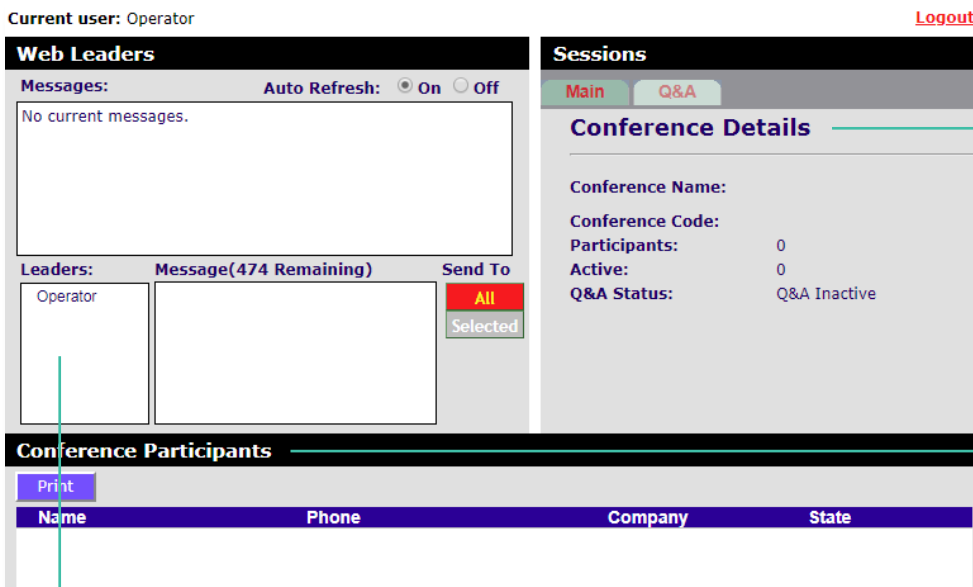 Current user: Operator
Logout
Web Leaders
Messages:
Auto Refresh: On Off
No current messages.
Leaders:
Message(474 Remaining)
Send To
Operator
All
Selected
Sessions
Main
Q&A
Conference Details
Conference Name:
Conference Code:
Participants: 0
Active: 0
Q&A Status: Q&A Inactive
Conference Participants
Print
Name Phone Company State